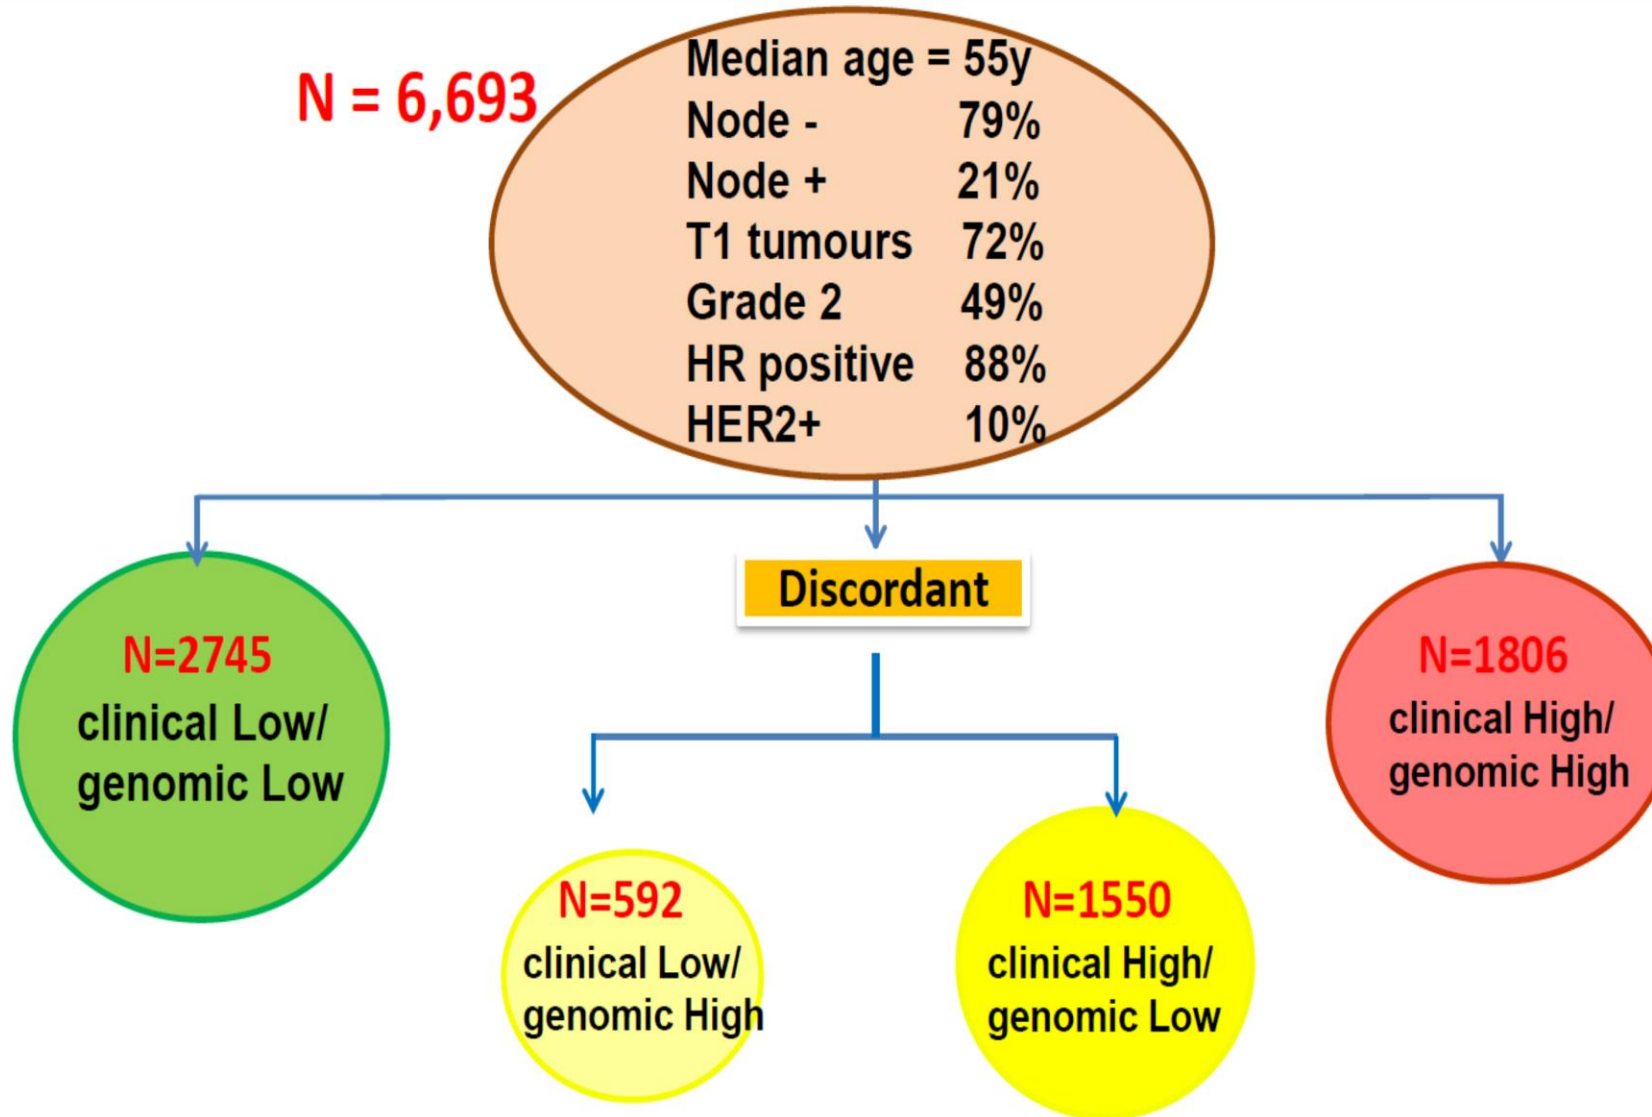 N = 6,693
Median age = 55y
Node - 79%
Node + 21%
T1 tumours 72%
Grade 2 49%
HR positive 88%
HER2+ 10%
Discordant
N=2745
clinical Low/
genomic Low
N=592
clinical Low/
genomic High
N=1550
clinical High/
genomic Low
N=1806
clinical High/
genomic High